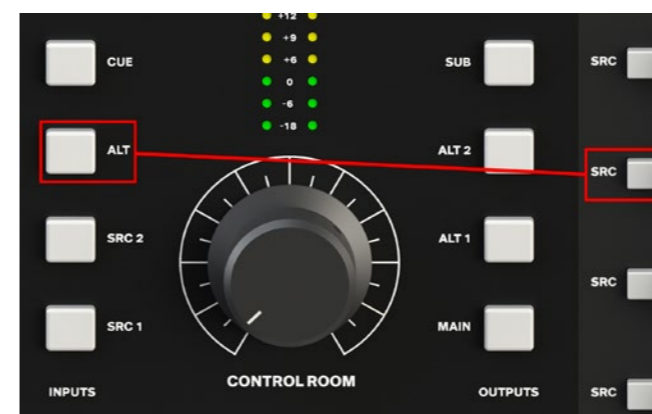 +12
+9
CUE
+6
SUB
SRC
0
-6
-18
ALT
ALT 2
SRC
SRC 2
ALT 1
SRC
SRC 1
MAIN
CONTROL ROOM
INPUTS
OUTPUTS
SRC